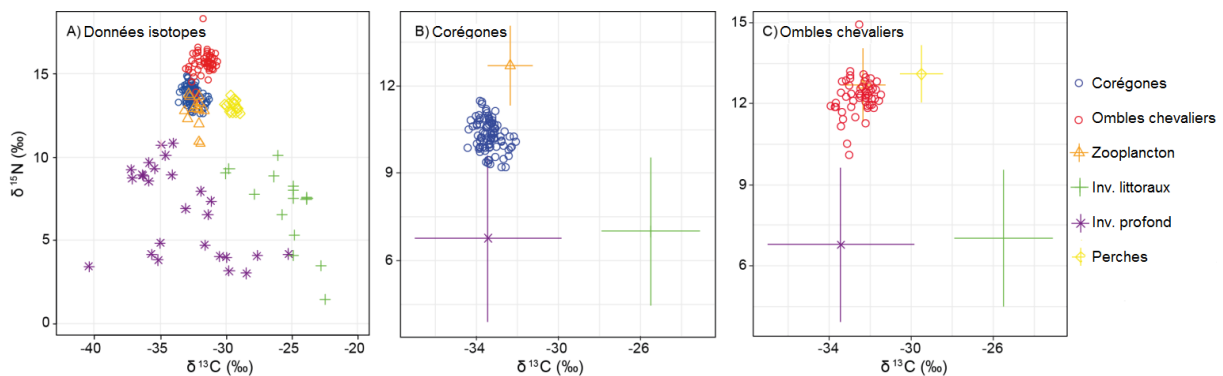 A) Données isotopes
15
10
5
0
δ ¹⁵N (‰)
-40
-35
-30
-25
-20
δ ¹³C (‰)
B) Corégones
12
9
6
-34
-30
-26
δ ¹³C (‰)
C) Ombles chevaliers
15
12
9
6
-34
-30
-26
δ ¹³C (‰)
Corégones
Ombles chevaliers
Zooplancton
Inv. littoraux
Inv. profond
Perches